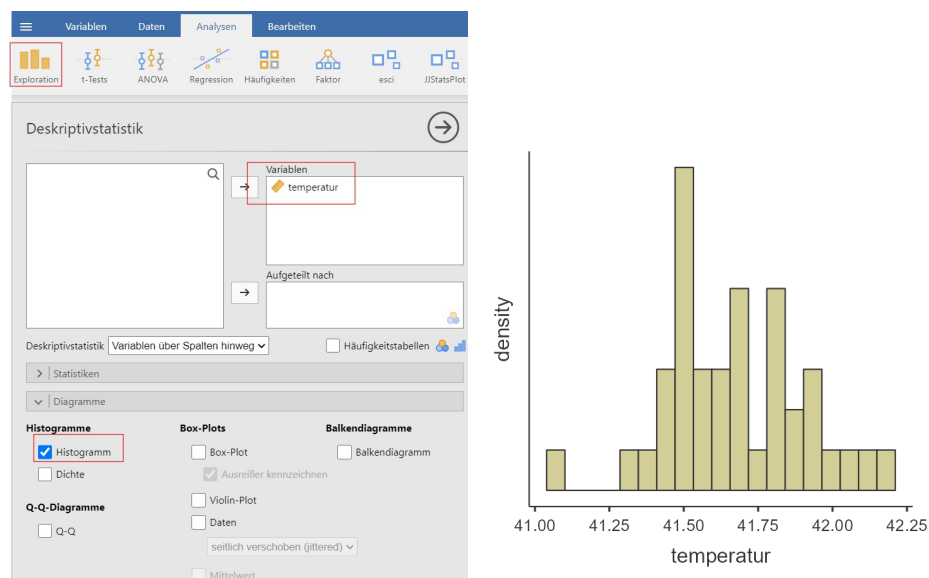 Variablen Daten Analysen Bearbeiten
Exploration t-Tests ANOVA Regression Häufigkeiten Faktor esci JJStatsPlot
Deskriptivstatistik
Variablen
temperatur
Aufgeteilt nach
Deskriptivstatistik Variablen über Spalten hinweg Häufigkeitstabellen
Statistiken
Diagramme
Histogramme Box-Plots Balkendiagramme
Histogramm Box-Plot Balkendiagramm
Dichte Ausreißer kennzeichnen
Violin-Plot
Q-Q-Diagramme
Daten
Q-Q
seitlich verschoben (jittered)
Mittelwert
density
41.00 41.25 41.50 41.75 42.00 42.25
temperatur